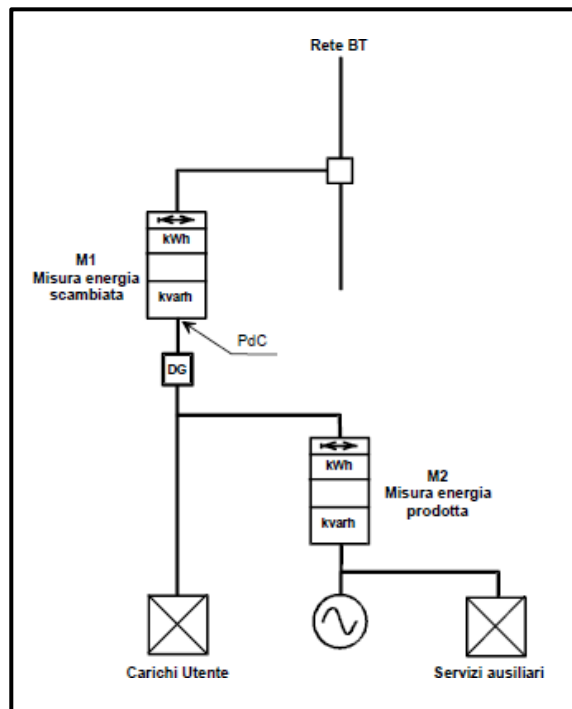 Rete BT
kWh
kvarh
M1
Misura energia
scambiata
PdC
DG
kWh
kvarh
M2
Misura energia
prodotta
Carichi Utente
Servizi ausiliari